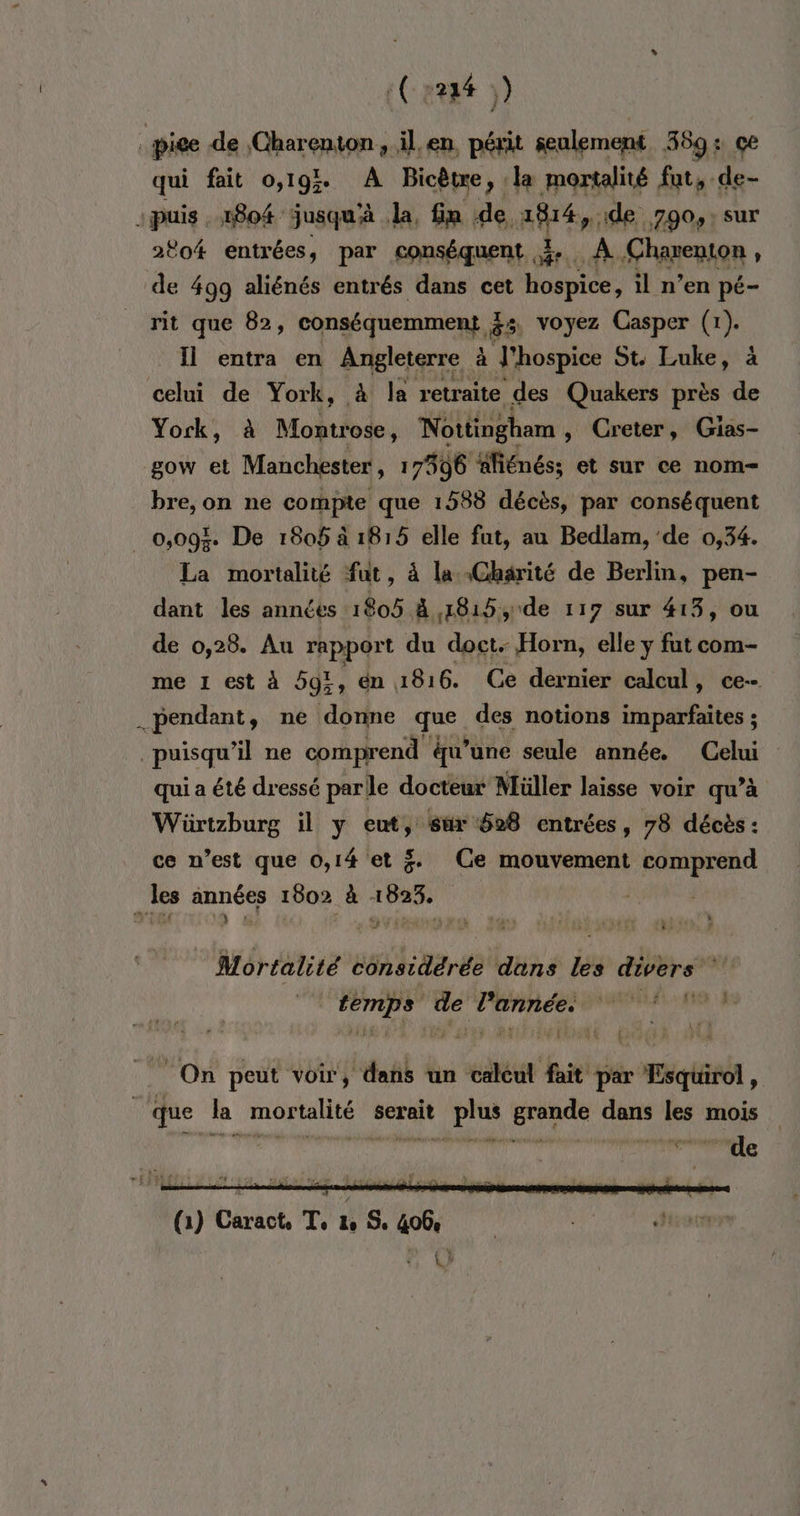 ( 214 )
pice de Charenton, il en périt seulement 389: ce
qui fait 0,19½. A Bicêtre, la mortalité fut, de-
puis 1804 jusqu'à la fin de 1814, de 790, sur
2804 entrées, par conséquent A Charenton,
de 499 aliénés entrés dans cet hospice, il n'en pé-
rit que 82, conséquemment voyez Casper (1).
Il entra en Angleterre à l'hospice St. Luke, à
celui de York, à la retraite des Quakers près de
York, à Montrose, Nottingham, Creter, Gias-
gow et Manchester, 17596 aliénés; et sur ce nom-
bre, on ne compte que 1588 décès, par conséquent
0,09½. De 1805 à 1815 elle fut, au Bedlam, de 0,34.
La mortalité fut, à la Charité de Berlin, pen-
dant les années 1805 à 1815, de 117 sur 413, ou
de 0,28. Au rapport du doct. Horn, elle y fut com-
me 1 est à 59½, en 1816. Ce dernier calcul, ce-
pendant, ne donne que des notions imparfaites;
puisqu'il ne comprend qu'une seule année. Celui
qui a été dressé par le docteur Müller laisse voir qu'à
Würtzburg il y eut, sur 528 entrées, 78 décès:
ce n'est que 0,14 et Ce mouvement comprend
les années 1802 à 1823.
Mortalité considérée dans les divers
temps de l'année.
On peut voir, dans un calcul fait par Esquirol,
que la mortalité serait plus grande dans les mois
de
(1) Caract. T. 1, S. 406,